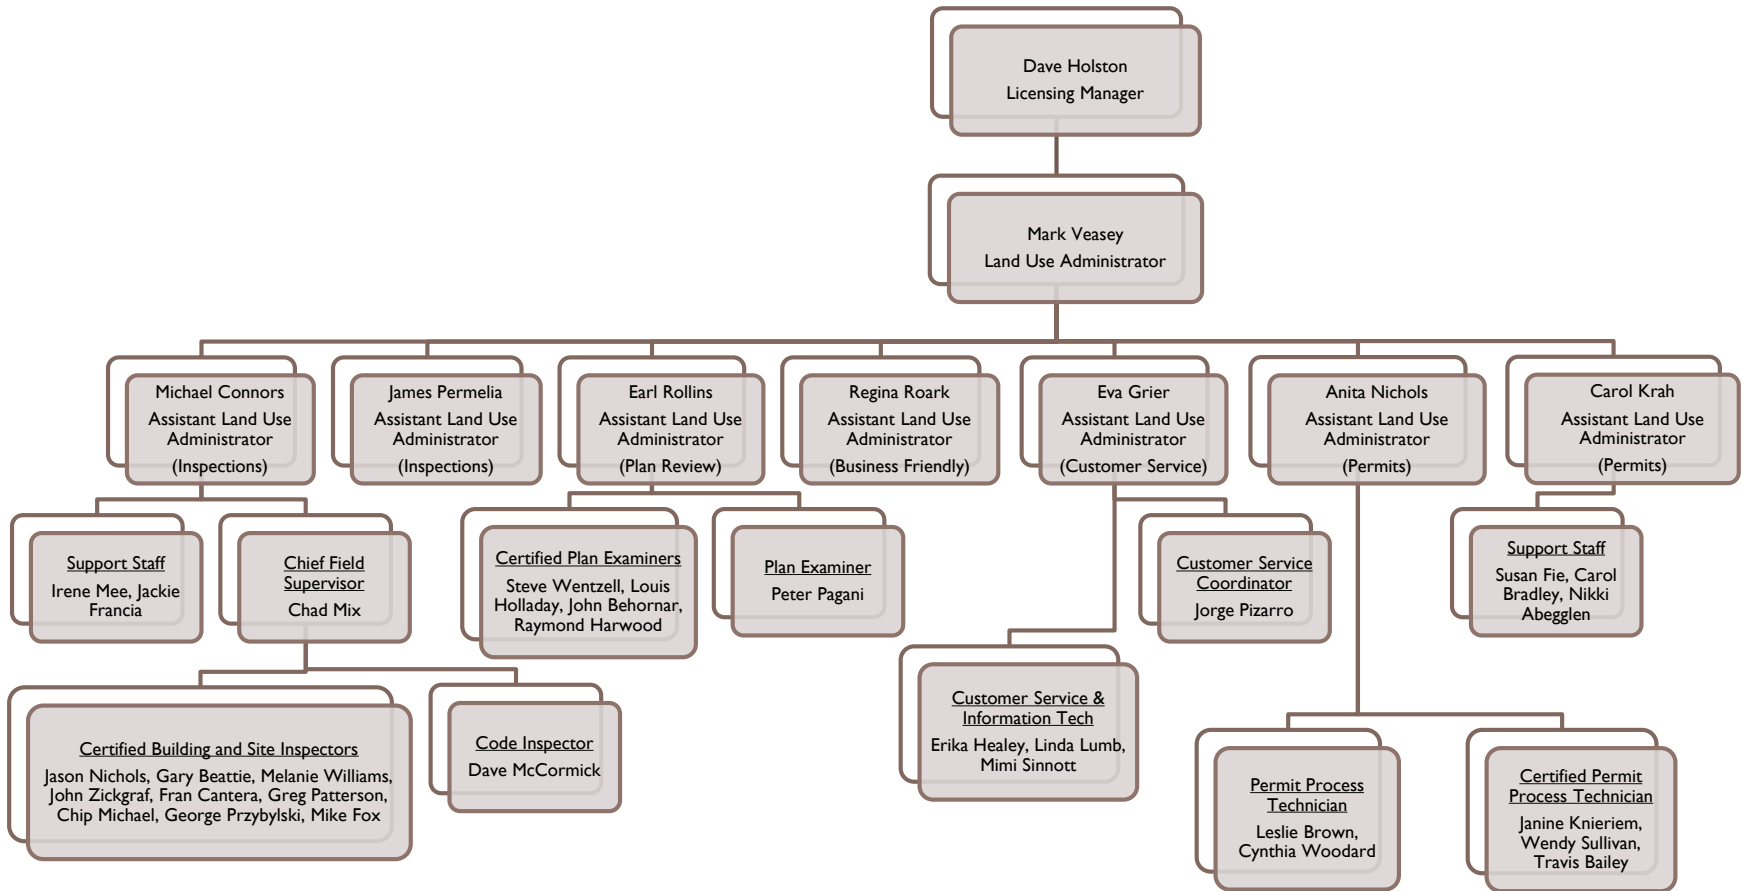 Dave Holston
Licensing Manager
Mark Veasey
Land Use Administrator
Michael Connors
Assistant Land Use
Administrator
(Inspections)
James Permelia
Assistant Land Use
Administrator
(Inspections)
Earl Rollins
Assistant Land Use
Administrator
(Plan Review)
Regina Roark
Assistant Land Use
Administrator
(Business Friendly)
Eva Grier
Assistant Land Use
Administrator
(Customer Service)
Anita Nichols
Assistant Land Use
Administrator
(Permits)
Carol Krah
Assistant Land Use
Administrator
(Permits)
Support Staff
Irene Mee, Jackie
Francia
Chief Field
Supervisor
Chad Mix
Certified Plan Examiners
Steve Wentzell, Louis
Holladay, John Behornar,
Raymond Harwood
Plan Examiner
Peter Pagani
Customer Service
Coordinator
Jorge Pizarro
Support Staff
Susan Fie, Carol
Bradley, Nikki
Abegglen
Certified Building and Site Inspectors
Jason Nichols, Gary Beattie, Melanie Williams,
John Zickgraf, Fran Cantera, Greg Patterson,
Chip Michael, George Przybylski, Mike Fox
Code Inspector
Dave McCormick
Customer Service &
Information Tech
Erika Healey, Linda Lumb,
Mimi Sinnott
Permit Process
Technician
Leslie Brown,
Cynthia Woodard
Certified Permit
Process Technician
Janine Knieriem,
Wendy Sullivan,
Travis Bailey